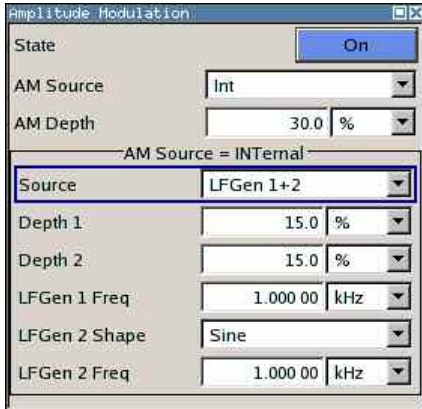 Amplitude Modulation
State On
AM Source Int
AM Depth 30.0 %
AM Source = INTernal
Source LFGen 1+2
Depth 1 15.0 %
Depth 2 15.0 %
LFGen 1 Freq 1.000 00 kHz
LFGen 2 Shape Sine
LFGen 2 Freq 1.000 00 kHz